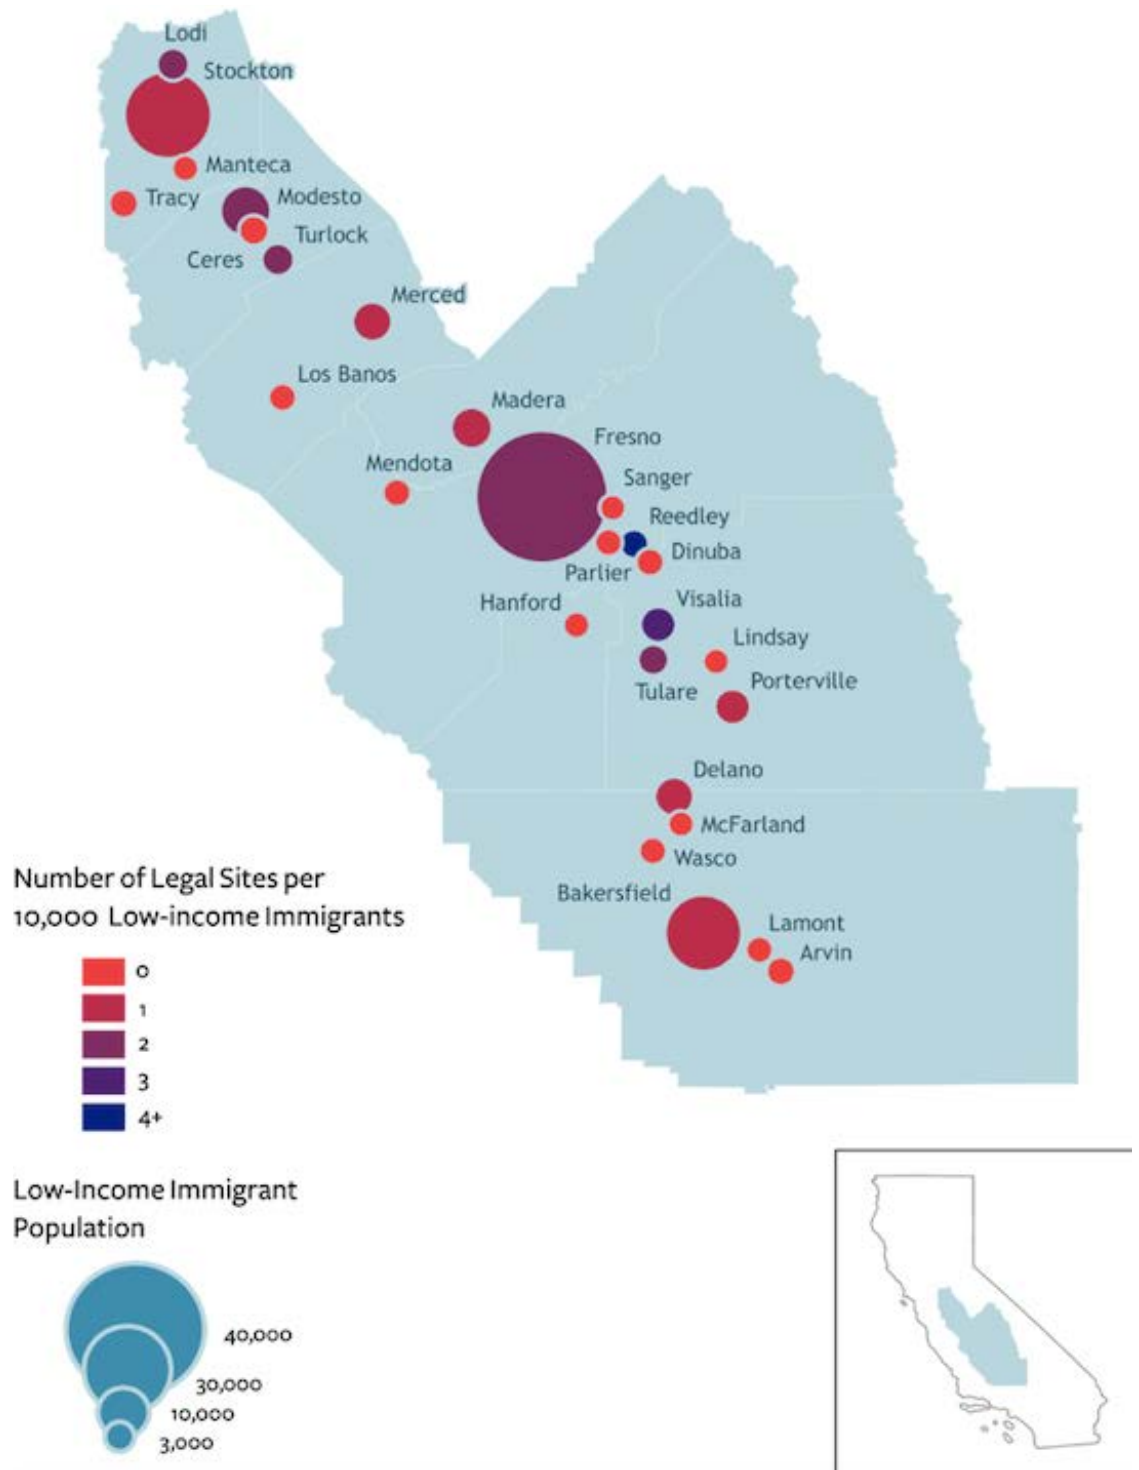 Lodi
Stockton
Manteca
Tracy
Modesto
Turlock
Ceres
Merced
Los Banos
Madera
Fresno
Mendota
Sanger
Reedley
Dinuba
Parlier
Hanford
Visalia
Lindsay
Tulare
Porterville
Delano
McFarland
Wasco
Bakersfield
Lamont
Arvin
Number of Legal Sites per
10,000 Low-income Immigrants
0
1
2
3
4+
Low-Income Immigrant
Population
40,000
30,000
10,000
3,000